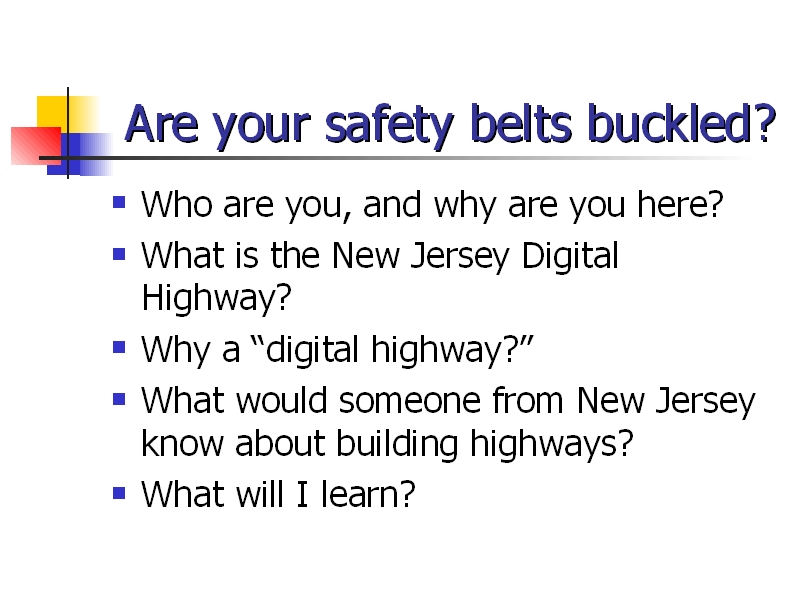 Are your safety belts buckled?
Who are you, and why are you here?
What is the New Jersey Digital
Highway?
Why a “digital highway?”
What would someone from New Jersey
know about building highways?
What will I learn?